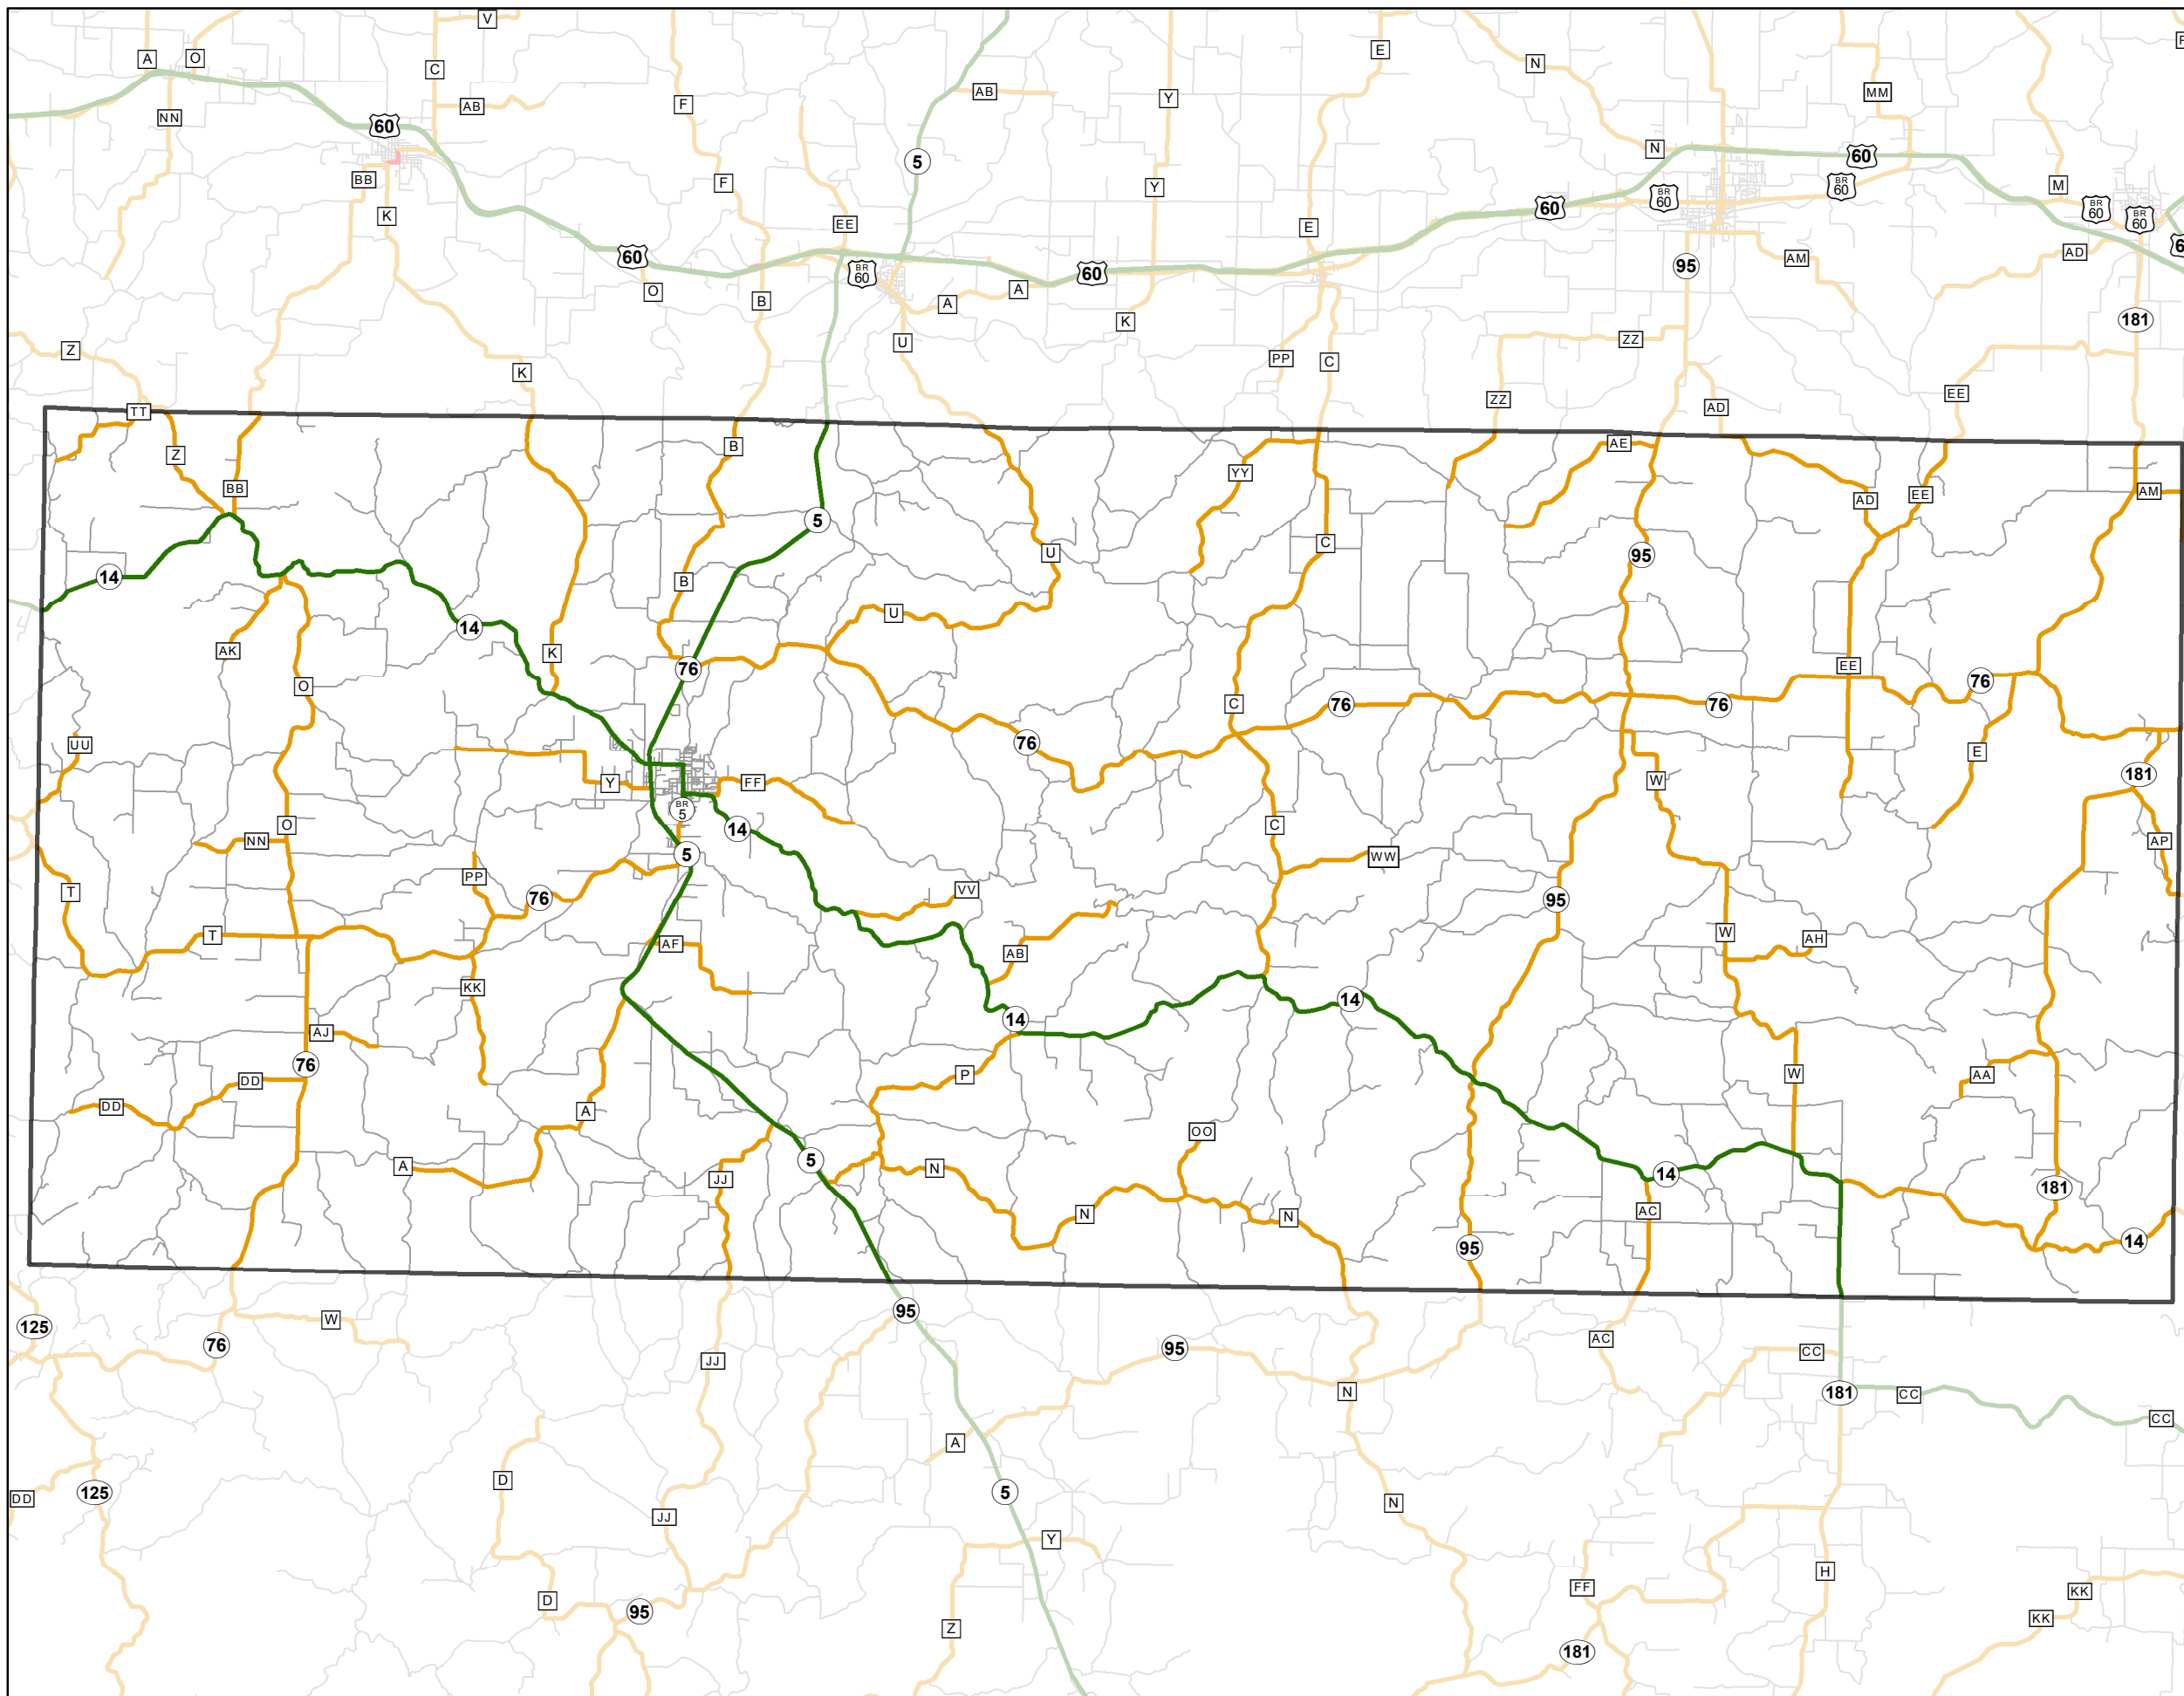 V
A
O
E
N
C
60
AB
F
AB
Y
MM
NN
5
N
60
BB
F
Y
BR
60
BR
60
M
K
60
BR
60
BR
60
EE
E
60
BR
60
60
95
AM
AD
O
B
A
A
K
181
U
Z
K
PP
C
ZZ
ZZ
AD
EE
TT
Z
B
AE
BB
YY
AD
EE
AM
5
U
C
95
14
B
14
U
AK
K
76
EE
O
76
C
76
76
UU
76
E
Y
FF
W
181
BR
5
O
14
C
NN
5
WW
AP
PP
T
76
VV
95
T
AF
AB
W
AH
KK
14
14
AJ
76
P
W
AA
DD
DD
A
OO
A
5
N
14
JJ
181
N
N
AC
95
14
95
125
W
76
95
AC
CC
JJ
N
181
CC
CC
A
D
125
DD
5
N
JJ
Y
H
D
FF
KK
95
KK
Z
181